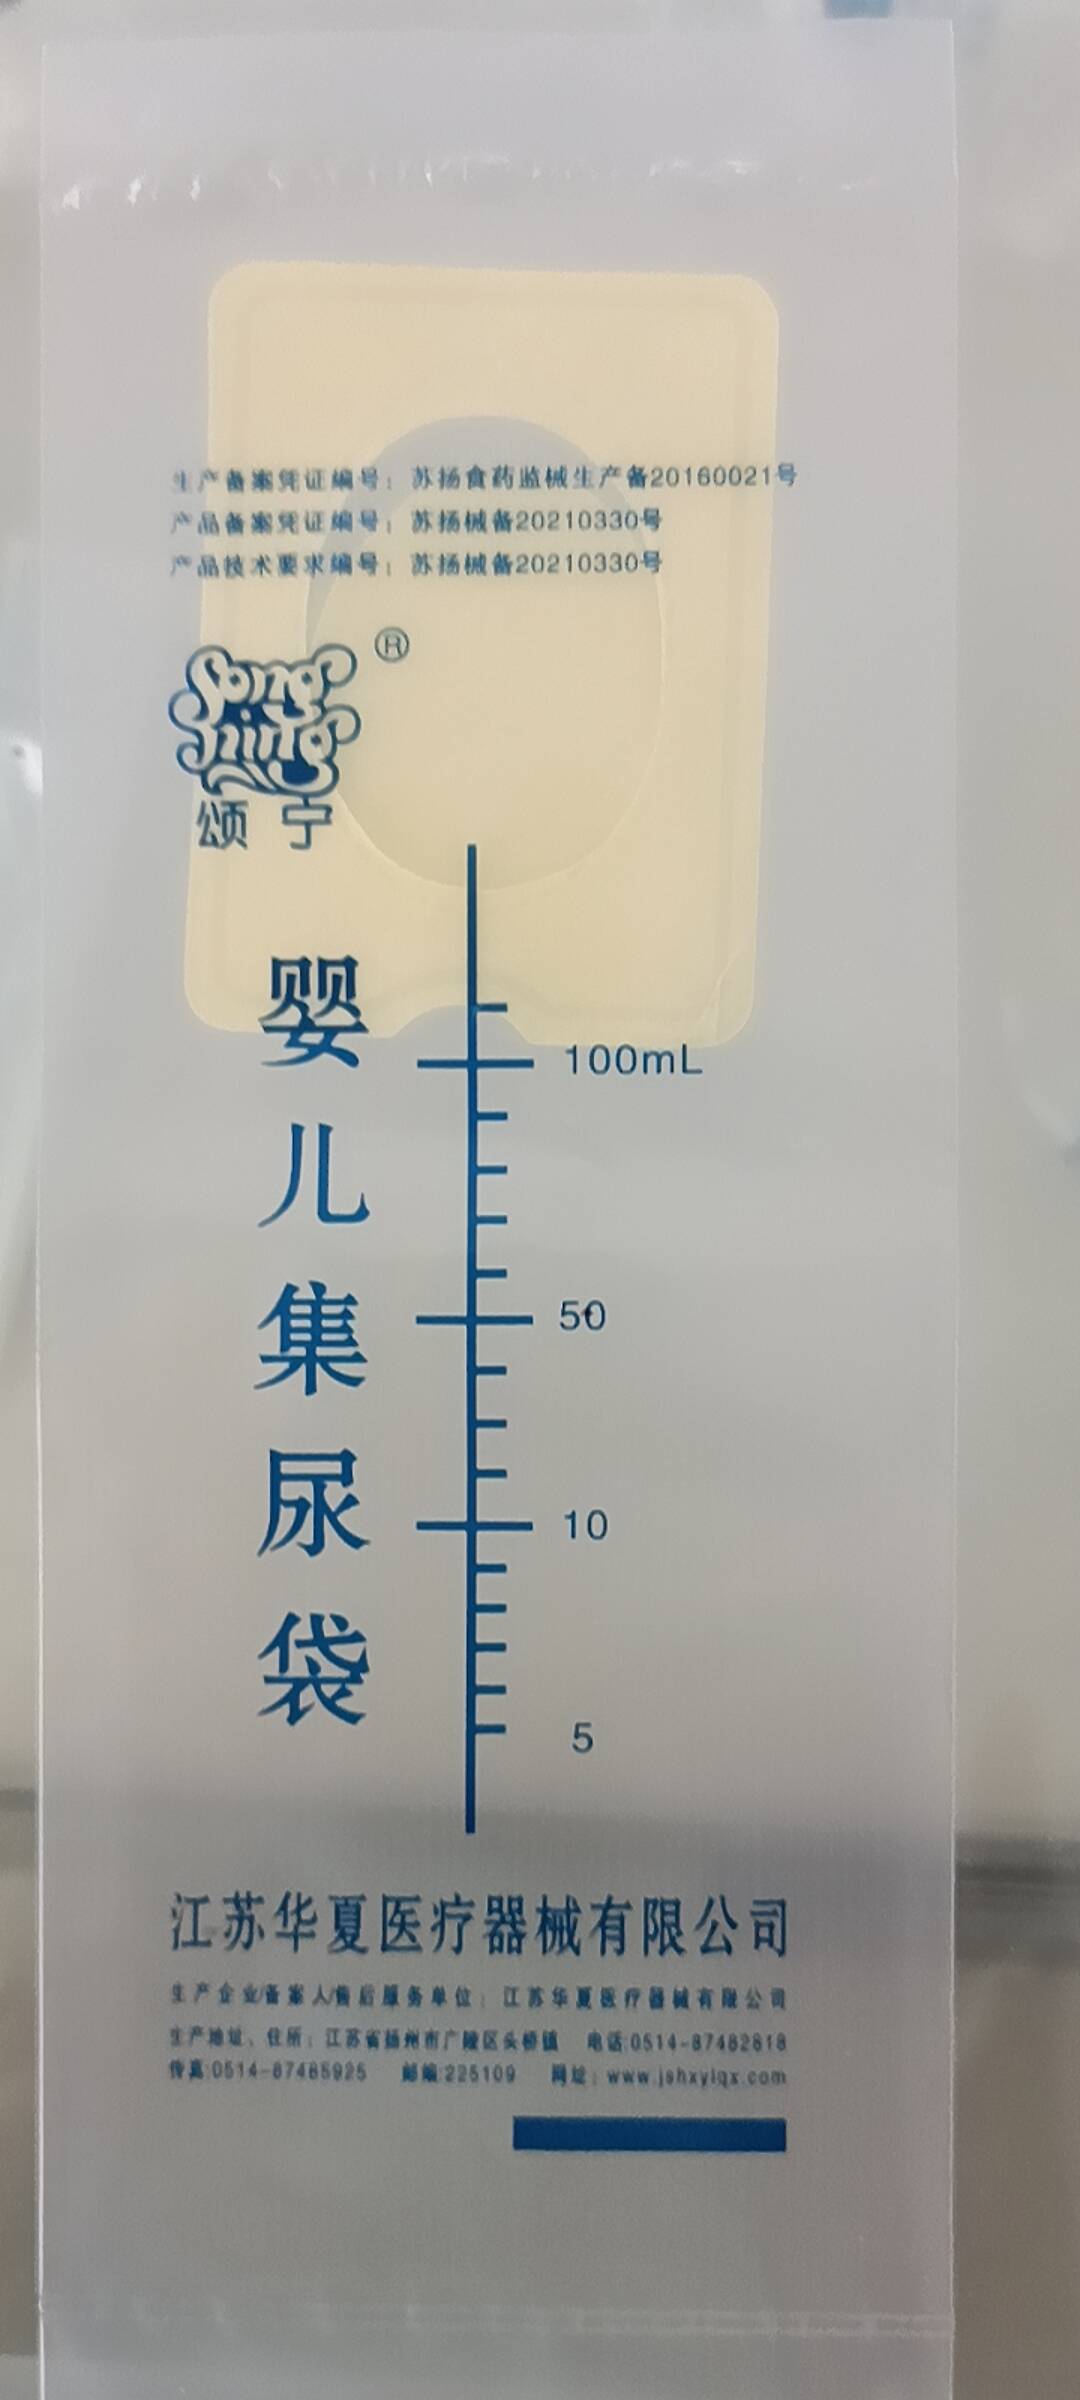 生产备案凭证编号：苏扬食药监械生产备20160021号
产品备案凭证编号：苏扬械备20210330号
产品技术要求编号：苏扬械备20210330号
®
Song ning
颂宁
婴儿集尿袋
100mL
50
10
5
江苏华夏医疗器械有限公司
生产企业/备案人/售后服务单位：江苏华夏医疗器械有限公司
生产地址、住所：江苏省扬州市广陵区头桥镇 电话:0514-87482818
传真:0514-87485925 邮编:225109 网址：www.jshxylqx.com